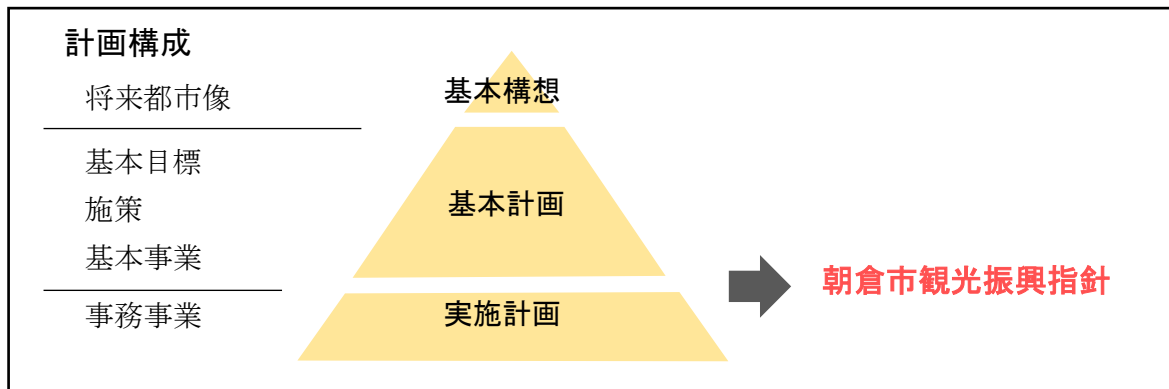 計画構成
将来都市像
基本構想
基本目標
施策
基本計画
基本事業
朝倉市観光振興指針
事務事業
実施計画